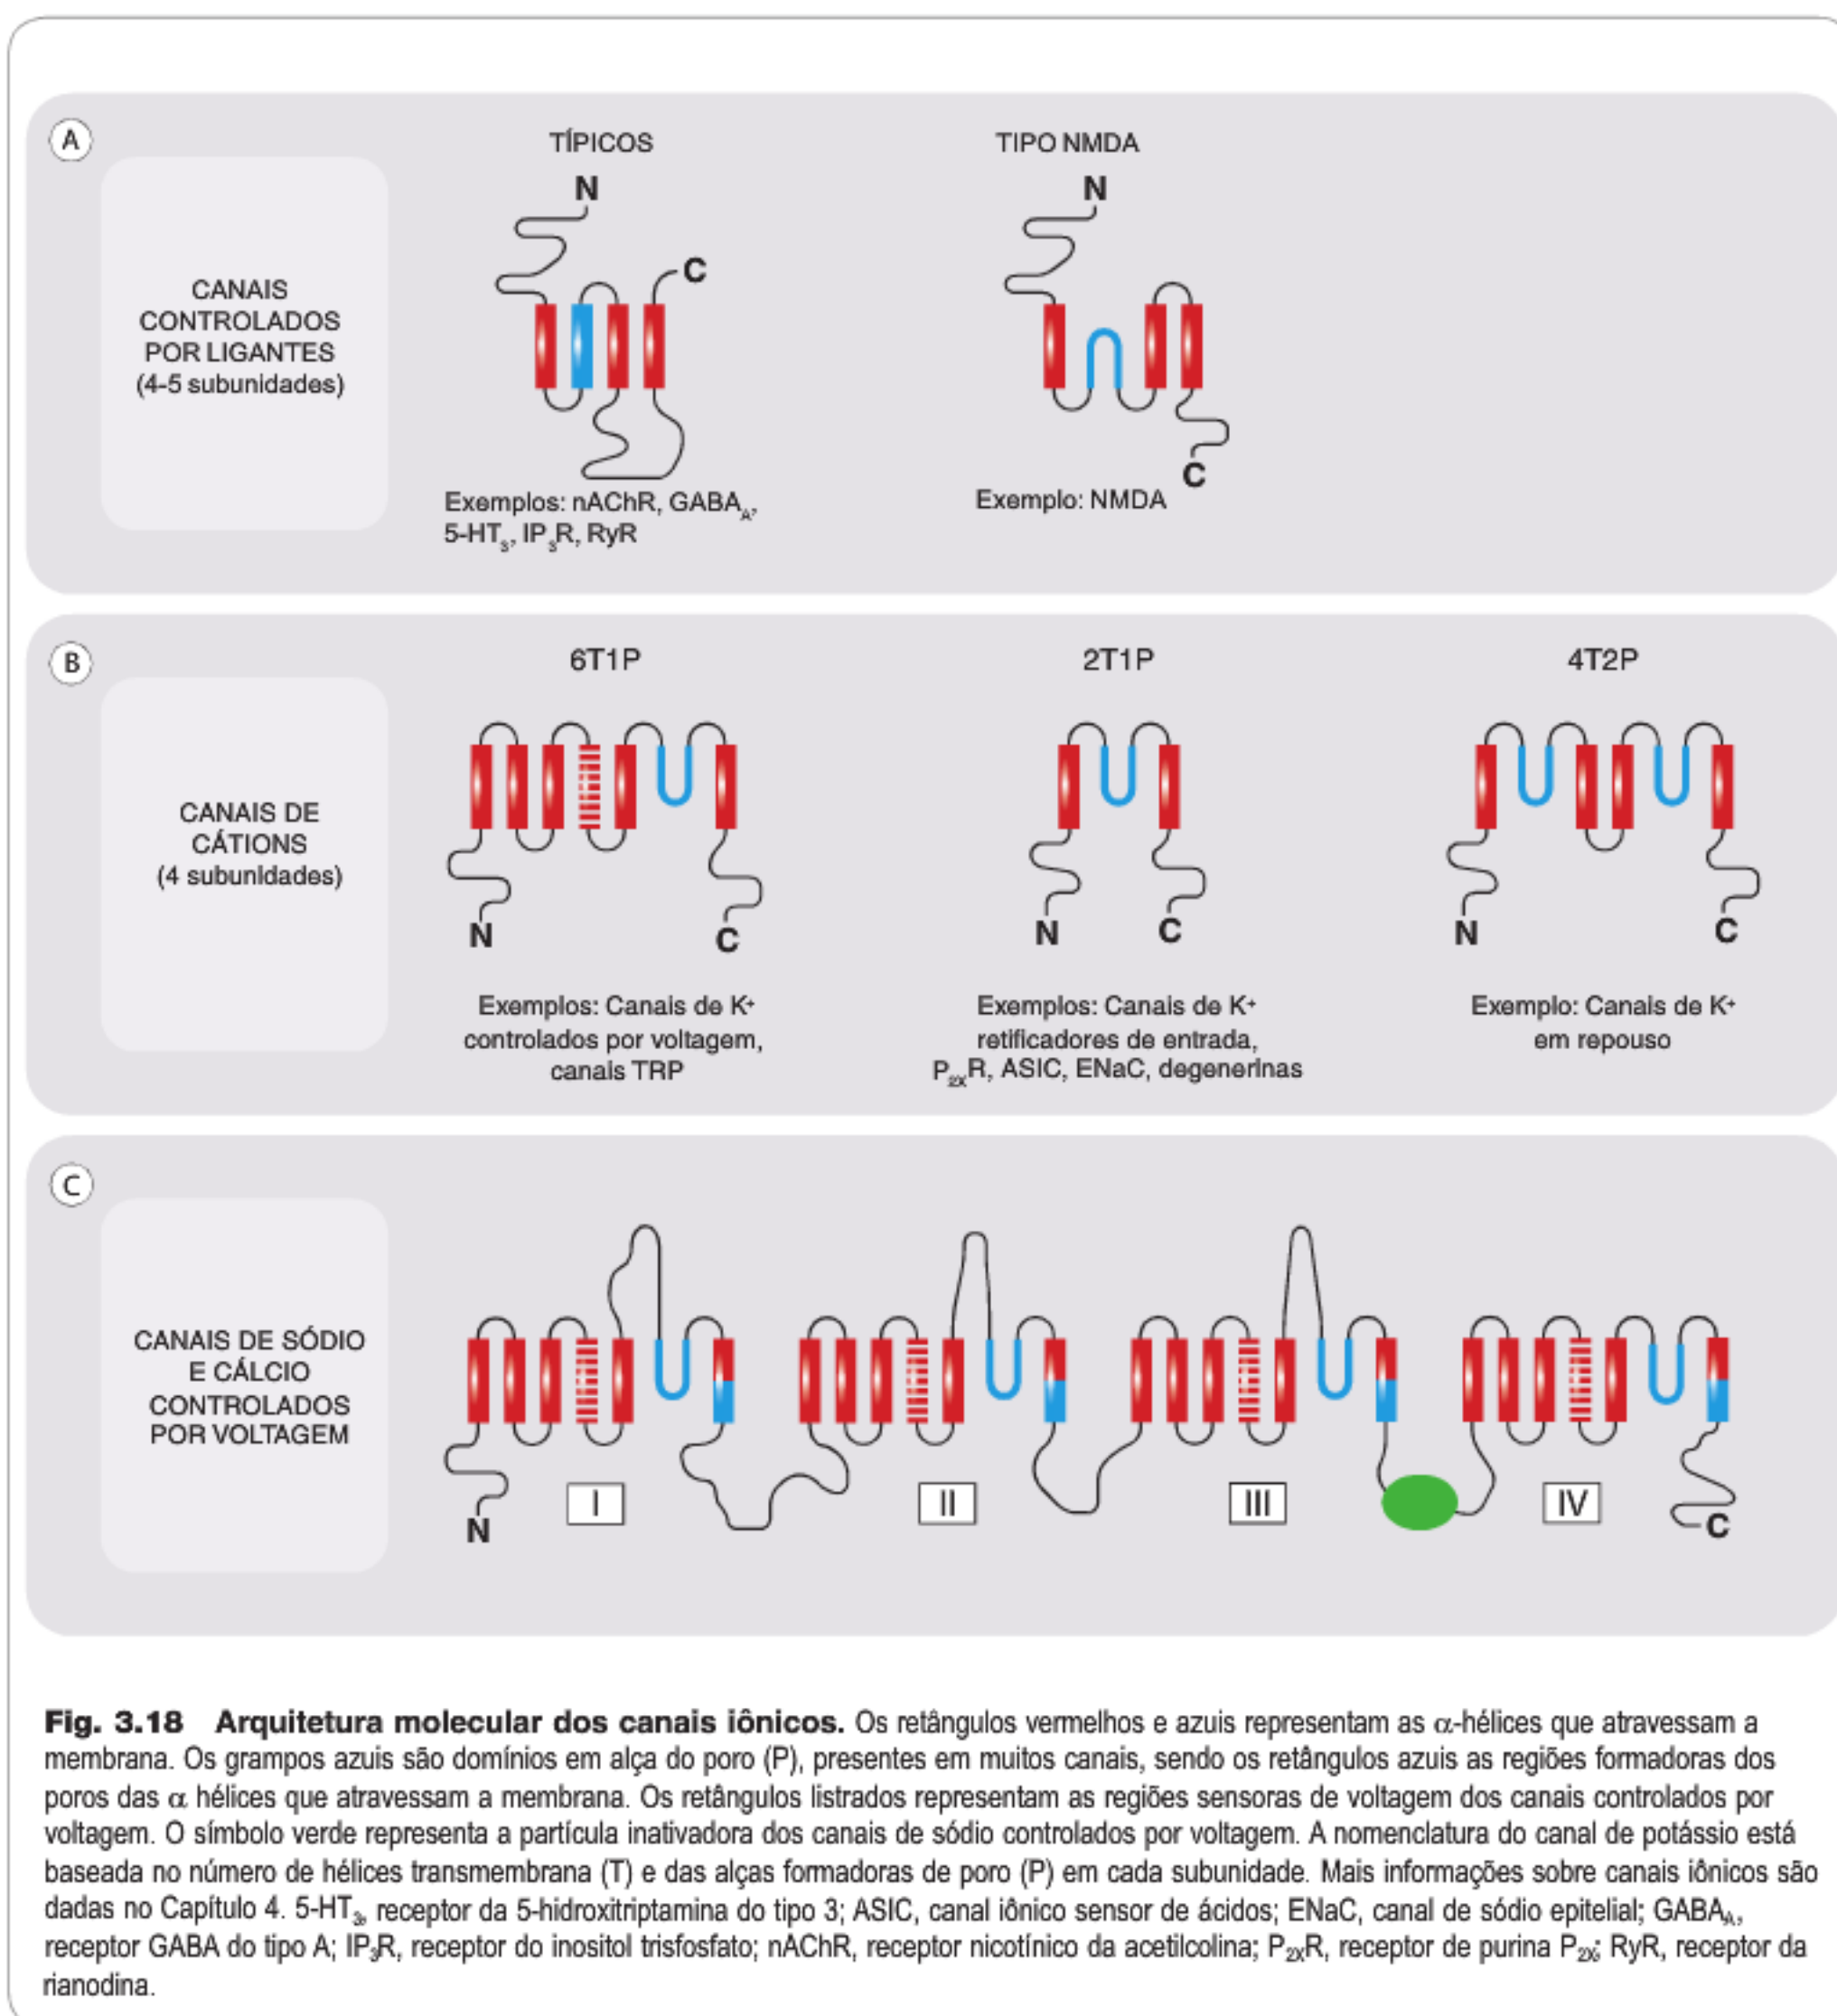 A
CANAIS
CONTROLADOS
POR LIGANTES
(4-5 subunidades)
TÍPICOS
N
C
Exemplos: nAChR, GABA_A,
5-HT_3, IP_3R, RyR
TIPO NMDA
N
C
Exemplo: NMDA
B
CANAIS DE
CÁTIONS
(4 subunidades)
6T1P
N
C
Exemplos: Canais de K⁺
controlados por voltagem,
canais TRP
2T1P
N
C
Exemplos: Canais de K⁺
retificadores de entrada,
P_2XR, ASIC, ENaC, degenerinas
4T2P
N
C
Exemplo: Canais de K⁺
em repouso
C
CANAIS DE SÓDIO
E CÁLCIO
CONTROLADOS
POR VOLTAGEM
N
I
II
III
IV
C
Fig. 3.18 Arquitetura molecular dos canais iônicos. Os retângulos vermelhos e azuis representam as α-hélices que atravessam a
membrana. Os grampos azuis são domínios em alça do poro (P), presentes em muitos canais, sendo os retângulos azuis as regiões formadoras dos
poros das α hélices que atravessam a membrana. Os retângulos listrados representam as regiões sensoras de voltagem dos canais controlados por
voltagem. O símbolo verde representa a partícula inativadora dos canais de sódio controlados por voltagem. A nomenclatura do canal de potássio está
baseada no número de hélices transmembrana (T) e das alças formadoras de poro (P) em cada subunidade. Mais informações sobre canais iônicos são
dadas no Capítulo 4. 5-HT_3, receptor da 5-hidroxitriptamina do tipo 3; ASIC, canal iônico sensor de ácidos; ENaC, canal de sódio epitelial; GABA_A,
receptor GABA do tipo A; IP_3R, receptor do inositol trisfosfato; nAChR, receptor nicotínico da acetilcolina; P_2XR, receptor de purina P_2X; RyR, receptor da
rianodina.